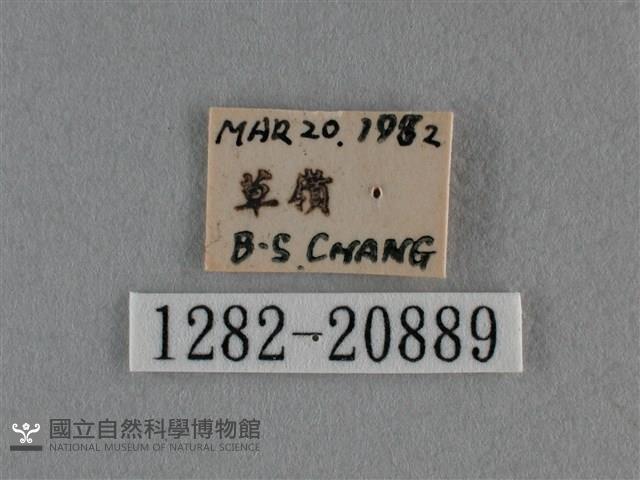 MAR 20. 1982
草嶺
B-S. CHANG
1282-20889
國立自然科學博物館
NATIONAL MUSEUM OF NATURAL SCIENCE